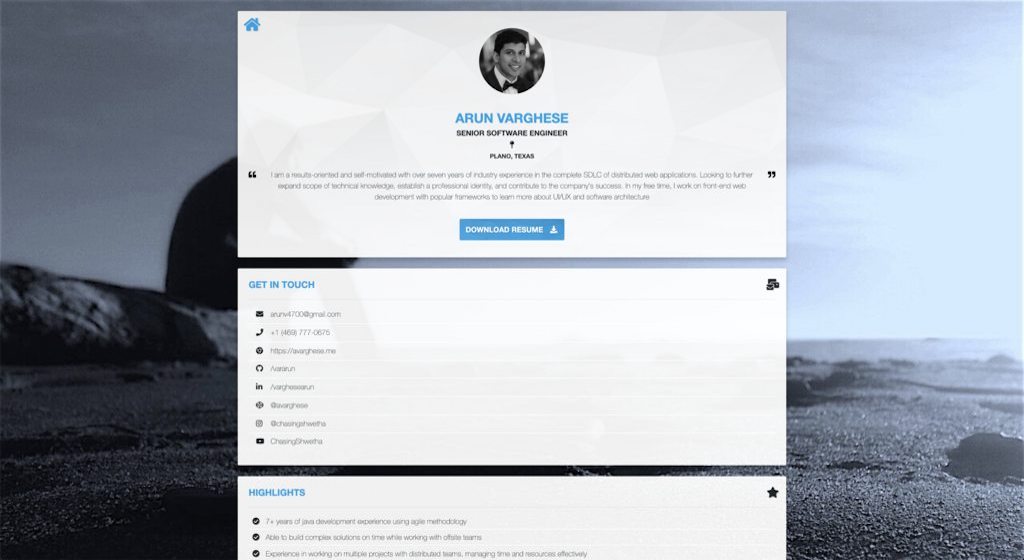 ARUN VARGHESE
SENIOR SOFTWARE ENGINEER
PLANO, TEXAS
I am a results-oriented and self-motivated with over seven years of industry experience in the complete SDLC of distributed web applications. Looking to further
expand scope of technical knowledge, establish a professional identity, and contribute to the company's success. In my free time, I work on front-end web
development with popular frameworks to learn more about UI/UX and software architecture
DOWNLOAD RESUME
GET IN TOUCH
arunv4700@gmail.com
+1 (469) 777-0675
https://avarghese.me
/vararun
/varghesearun
@avarghese
@chasingshwetha
ChasingShwetha
HIGHLIGHTS
7+ years of java development experience using agile methodology
Able to build complex solutions on time while working with offsite teams
Experience in working on multiple projects with distributed teams, managing time and resources effectively